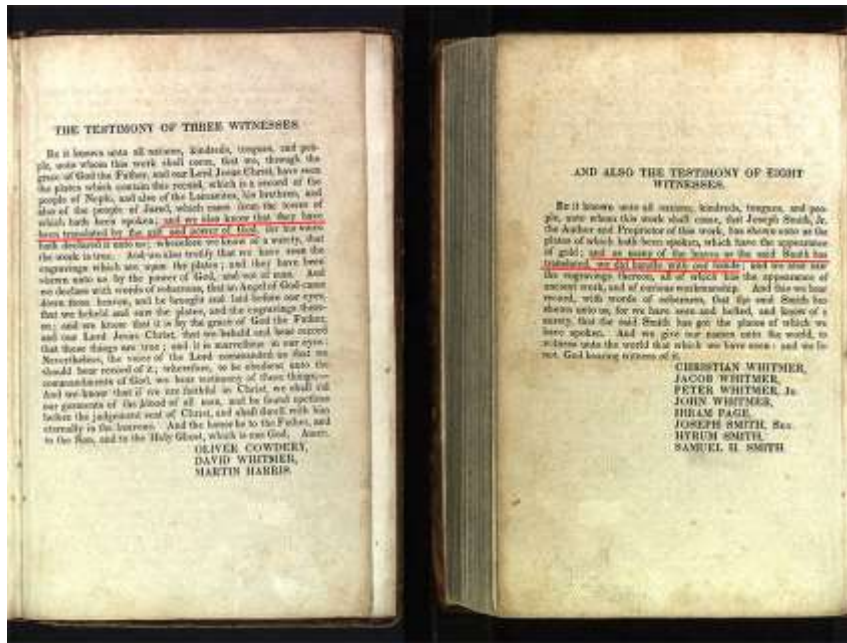 THE TESTIMONY OF THREE WITNESSES.
Be it known unto all nations, kindreds, tongues, and peo-
ple, unto whom this work shall come, that we, through the
grace of God the Father, and our Lord Jesus Christ, have seen
the plates which contain this record, which is a record of the
people of Nephi, and also of the Lamanites, his brethren, and
also of the people of Jared, which came from the tower of
which hath been spoken; and we also know that they have
been translated by the gift and power of God, for his voice
hath declared it unto us; wherefore we know of a surety, that
the work is true. And we also testify that we have seen the
engravings which are upon the plates; and they have been
shewn unto us by the power of God, and not of man. And
we declare with words of soberness, that an Angel of God came
down from heaven, and he brought and laid before our eyes,
that we beheld and saw the plates, and the engravings there-
on; and we know that it is by the grace of God the Father,
and our Lord Jesus Christ, that we beheld and bear record
that these things are true; and it is marvellous in our eyes:
Nevertheless, the voice of the Lord commanded us that we
should bear record of it; wherefore, to be obedient unto the
commandments of God, we bear testimony of these things.—
And we know that if we are faithful in Christ, we shall rid
our garments of the blood of all men, and be found spotless
before the judgement seat of Christ, and shall dwell with him
eternally in the heavens. And the honor be to the Father, and
to the Son, and to the Holy Ghost, which is one God. Amen.
OLIVER COWDERY,
DAVID WHITMER,
MARTIN HARRIS.
AND ALSO THE TESTIMONY OF EIGHT
WITNESSES.
Be it known unto all nations, kindreds, tongues, and peo-
ple, unto whom this work shall come, that Joseph Smith, Jr.
the Author and Proprietor of this work, has shewn unto us the
plates of which hath been spoken, which have the appearance
of gold; and as many of the leaves as the said Smith has
translated, we did handle with our hands; and we also saw
the engravings thereon, all of which has the appearance of
ancient work, and of curious workmanship. And this we bear
record, with words of soberness, that the said Smith has
shewn unto us, for we have seen and hefted, and know of a
surety, that the said Smith has got the plates of which we
have spoken. And we give our names unto the world, to
witness unto the world that which we have seen: and we lie
not, God bearing witness of it.
CHRISTIAN WHITMER,
JACOB WHITMER,
PETER WHITMER, Jr.
JOHN WHITMER,
HIRAM PAGE,
JOSEPH SMITH, Sen.
HYRUM SMITH,
SAMUEL H. SMITH.